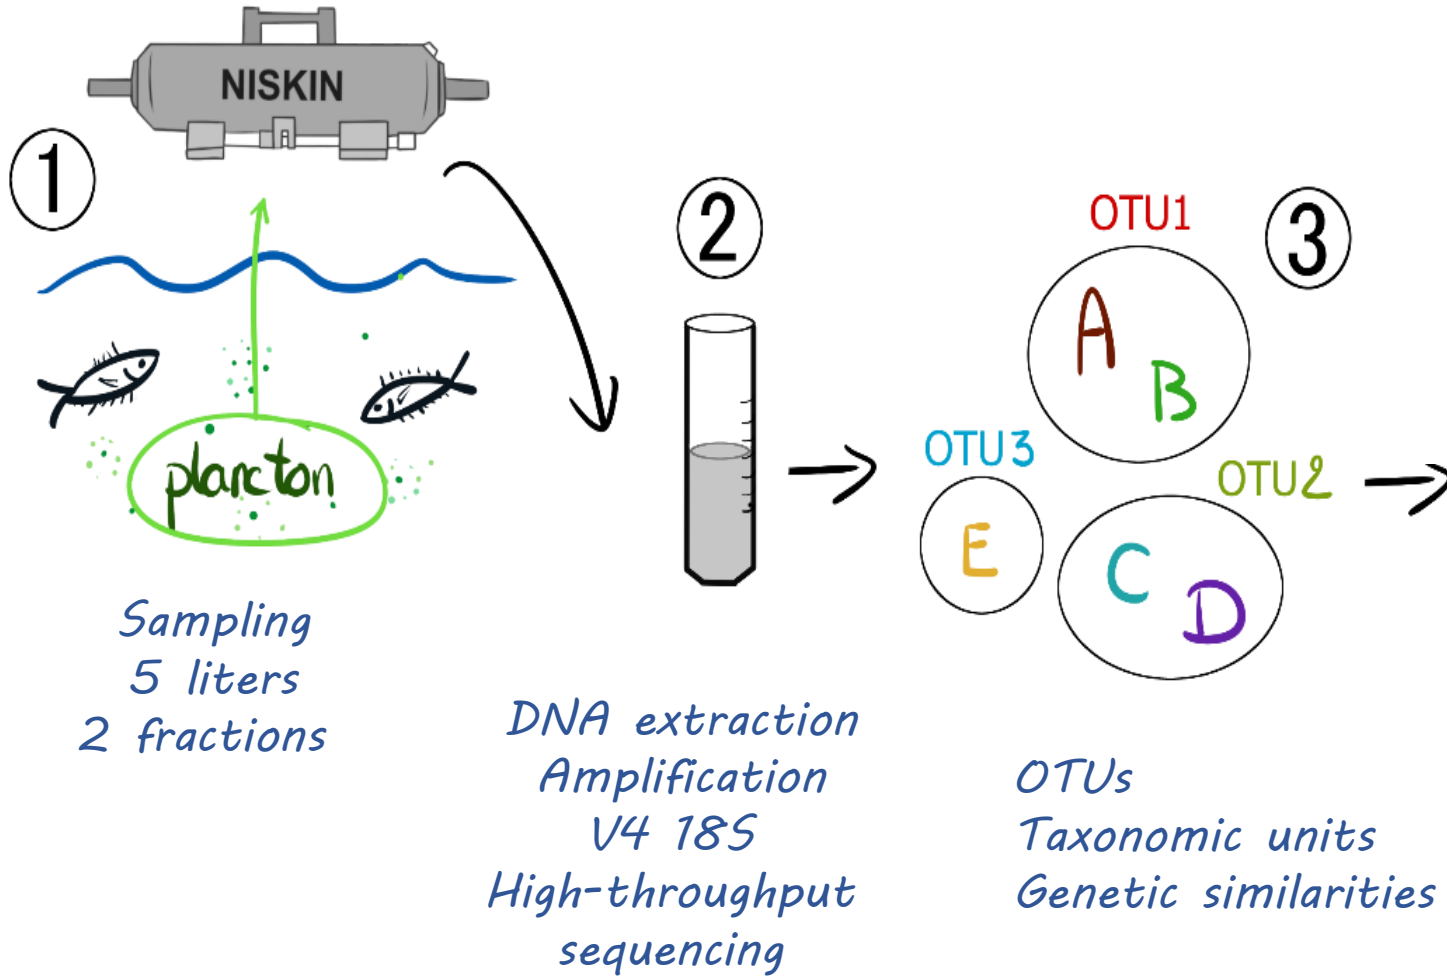 NISKIN
1
plancton
Sampling
5 liters
2 fractions
2
DNA extraction
Amplification
V4 18S
High-throughput
sequencing
3
OTU1
A
B
OTU3
E
OTU2
C
D
OTUs
Taxonomic units
Genetic similarities